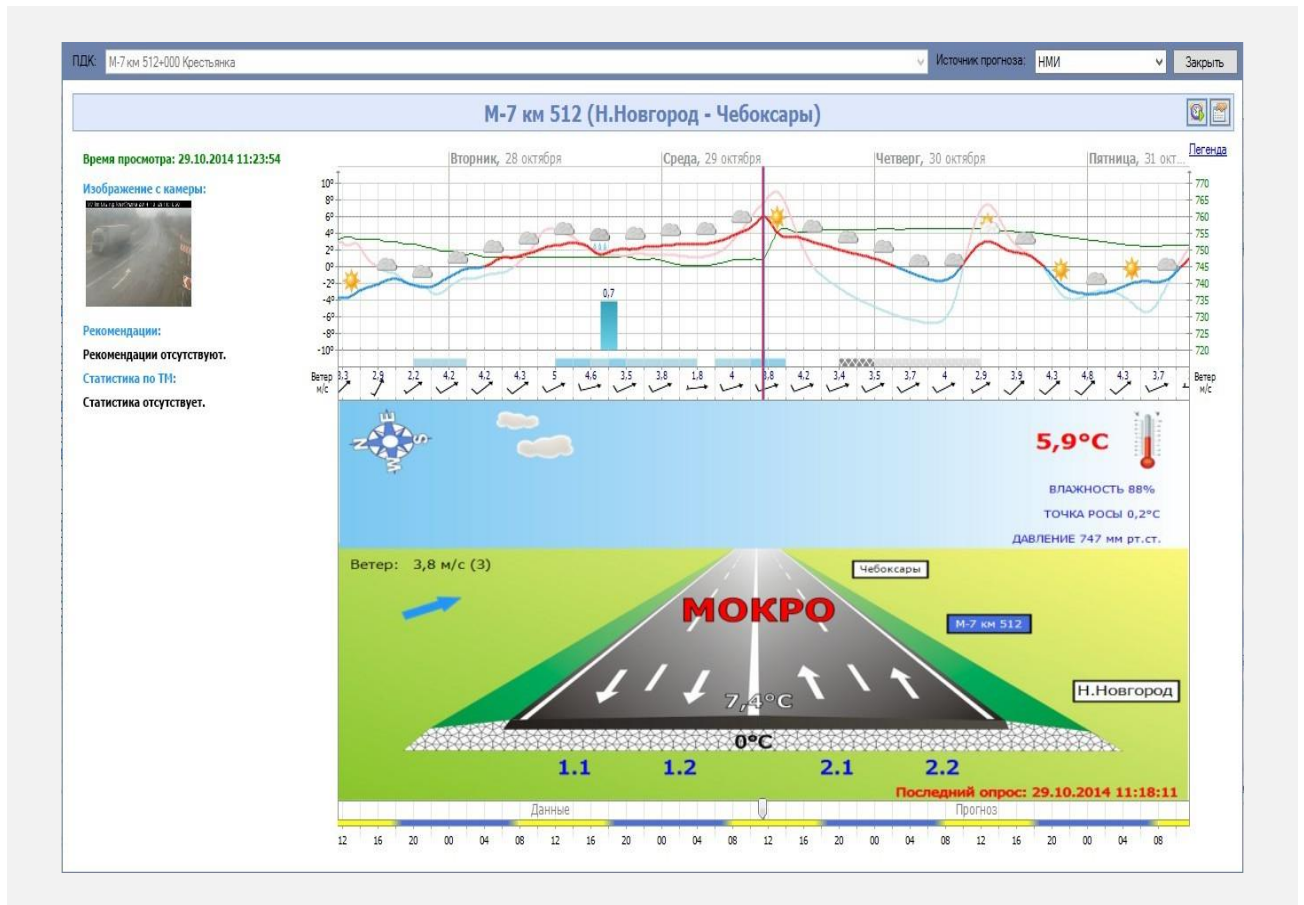 ПДК: М-7 км 512+000 Крестьянка Источник прогноза: НМИ Закрыть
М-7 км 512 (Н.Новгород - Чебоксары)
Время просмотра: 29.10.2014 11:23:54
Изображение с камеры:
Рекомендации:
Рекомендации отсутствуют.
Статистика по ТМ:
Статистика отсутствует.
Вторник, 28 октября Среда, 29 октября Четверг, 30 октября Пятница, 31 окт...
Легенда
10° 770
8° 765
6° 760
4° 755
2° 750
0° 745
-2° 740
-4° 735
-6° 730
-8° 725
-10° 720
0,7
Ветер м/с 3,3 2,9 2,2 4,2 4,2 4,3 5 4,6 3,5 3,8 1,8 4 3,8 4,2 3,4 3,5 3,7 4 2,9 3,9 4,3 4,8 4,3 3,7 Ветер м/с
N E S W
5,9°C
ВЛАЖНОСТЬ 88%
ТОЧКА РОСЫ 0,2°C
ДАВЛЕНИЕ 747 мм рт.ст.
Ветер: 3,8 м/с (3)
Чебоксары
МОКРО
М-7 км 512
Н.Новгород
7,4°C
0°C
1.1 1.2 2.1 2.2
Последний опрос: 29.10.2014 11:18:11
Данные Прогноз
12 16 20 00 04 08 12 16 20 00 04 08 12 16 20 00 04 08 12 16 20 00 04 08